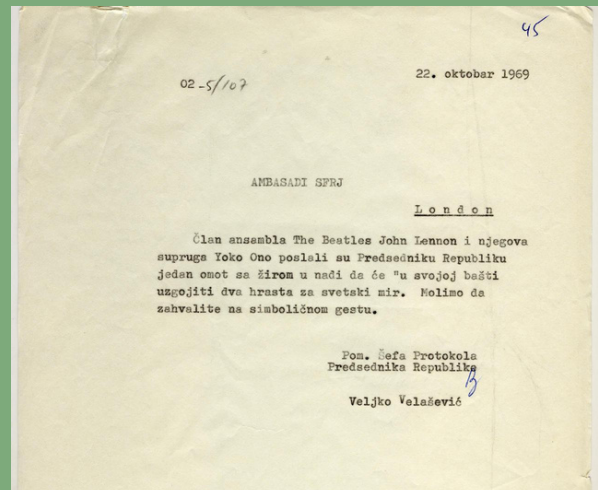 45
22. oktobar 1969
02-5/107
AMBASADI SFRJ
London
Član ansambla The Beatles John Lennon i njegova
supruga Yoko Ono poslali su Predsedniku Republiku
jedan omot sa žirom u nadi da će "u svojoj bašti
uzgojiti dva hrasta za svetski mir. Molimo da
zahvalite na simboličnom gestu.
Pom. Šefa Protokola
Predsednika Republike
Veljko Velašević